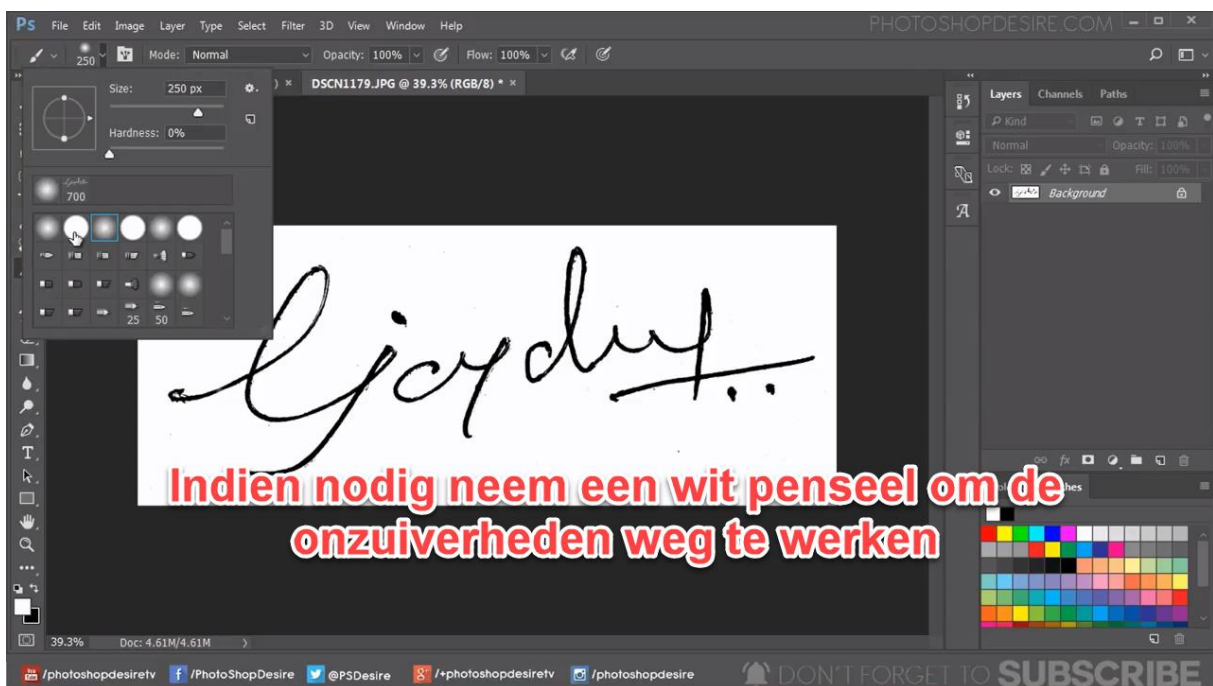 Ps File Edit Image Layer Type Select Filter 3D View Window Help
PHOTOSHOPDESIRE.COM
250 Mode: Normal Opacity: 100% Flow: 100%
DSCN1179.JPG @ 39.3% (RGB/8) * ×
Size: 250 px
Hardness: 0%
700
25 50
Layers Channels Paths
Kind
Normal Opacity: 100%
Lock: Fill: 100%
Background
Indien nodig neem een wit penseel om de
onzuiverheden weg te werken
39.3% Doc: 4.61M/4.61M
/photoshopdesiretv /PhotoShopDesire @PSDesire /+photoshopdesiretv /photoshopdesire DON'T FORGET TO SUBSCRIBE